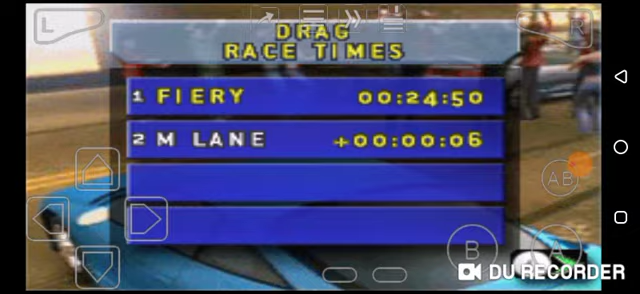 L
R
DRAG
RACE TIMES
1 FIERY 00:24:50
2 M LANE +00:00:06
AB
B
A
DU RECORDER